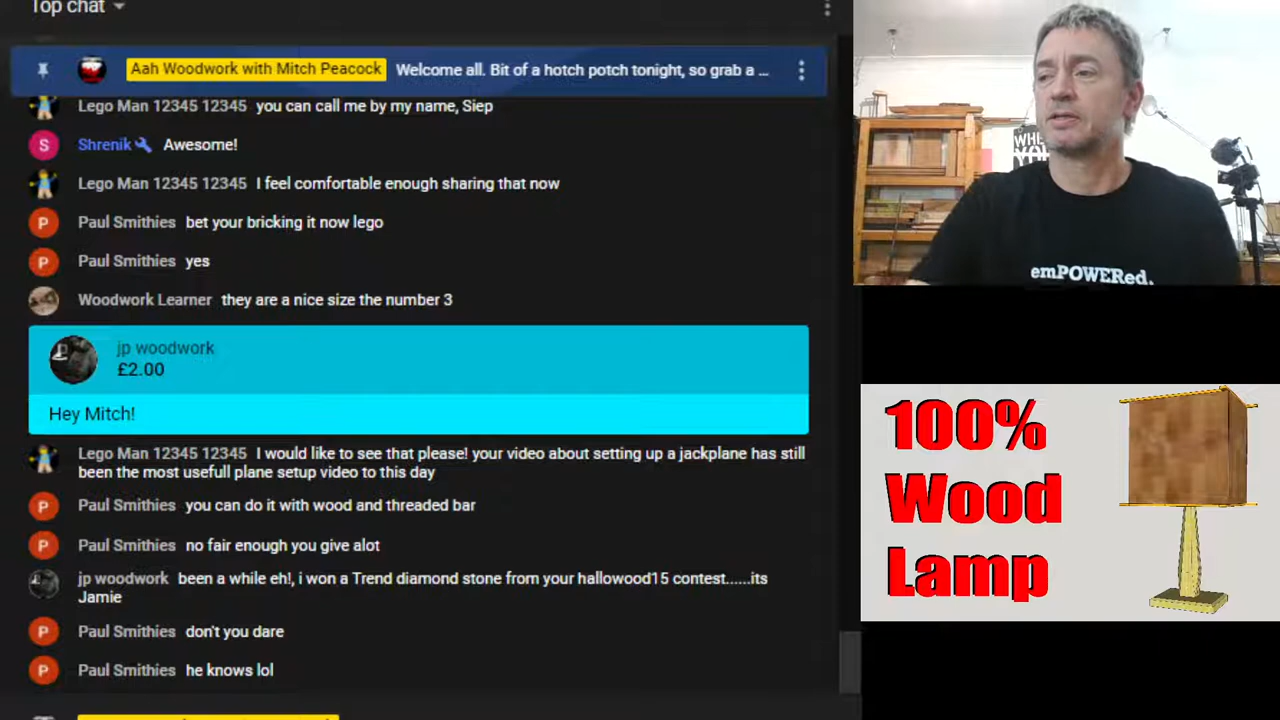 Top chat
Aah Woodwork with Mitch Peacock Welcome all. Bit of a hotch potch tonight, so grab a ...
Lego Man 12345 12345 you can call me by my name, Siep
S Shrenik Awesome!
Lego Man 12345 12345 I feel comfortable enough sharing that now
P Paul Smithies bet your bricking it now lego
P Paul Smithies yes
Woodwork Learner they are a nice size the number 3
jp woodwork
£2.00
Hey Mitch!
Lego Man 12345 12345 I would like to see that please! your video about setting up a jackplane has still
been the most usefull plane setup video to this day
P Paul Smithies you can do it with wood and threaded bar
P Paul Smithies no fair enough you give alot
jp woodwork been a while eh!, i won a Trend diamond stone from your hallowood15 contest......its
Jamie
P Paul Smithies don't you dare
P Paul Smithies he knows lol
emPOWERed.
100%
Wood
Lamp